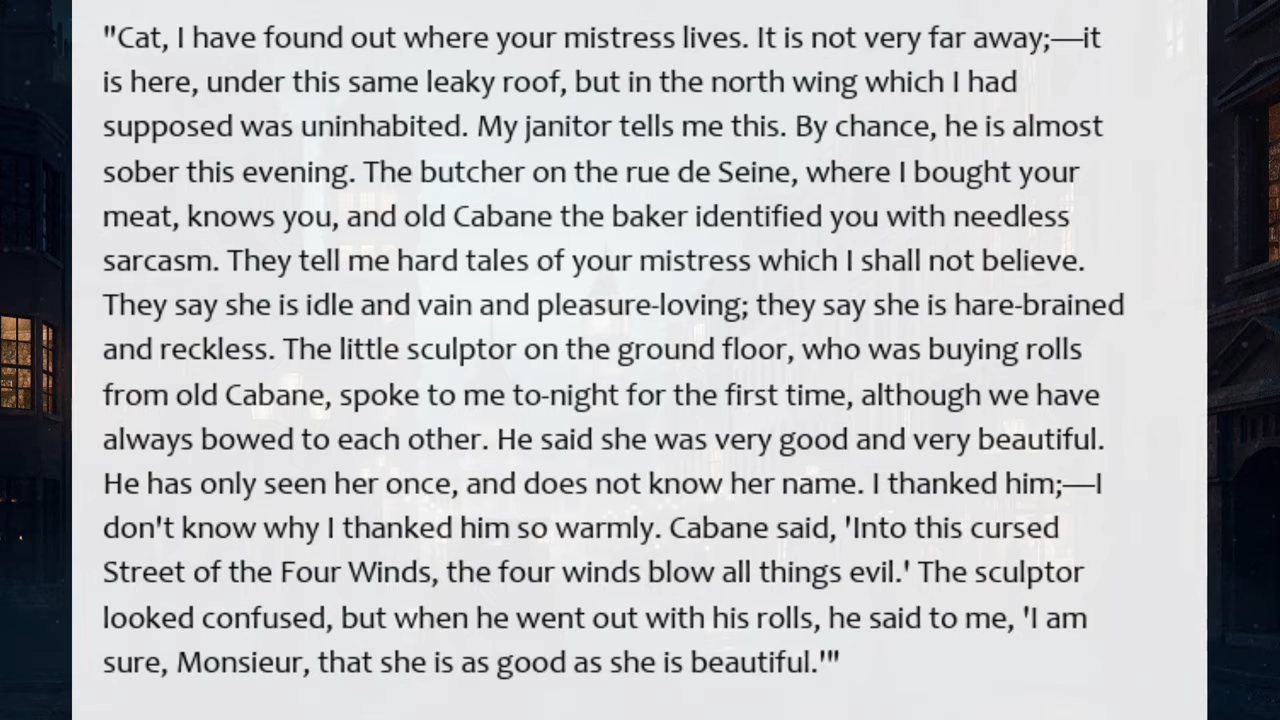 "Cat, I have found out where your mistress lives. It is not very far away;—it
is here, under this same leaky roof, but in the north wing which I had
supposed was uninhabited. My janitor tells me this. By chance, he is almost
sober this evening. The butcher on the rue de Seine, where I bought your
meat, knows you, and old Cabane the baker identified you with needless
sarcasm. They tell me hard tales of your mistress which I shall not believe.
They say she is idle and vain and pleasure-loving; they say she is hare-brained
and reckless. The little sculptor on the ground floor, who was buying rolls
from old Cabane, spoke to me to-night for the first time, although we have
always bowed to each other. He said she was very good and very beautiful.
He has only seen her once, and does not know her name. I thanked him;—I
don't know why I thanked him so warmly. Cabane said, 'Into this cursed
Street of the Four Winds, the four winds blow all things evil.' The sculptor
looked confused, but when he went out with his rolls, he said to me, 'I am
sure, Monsieur, that she is as good as she is beautiful.'"